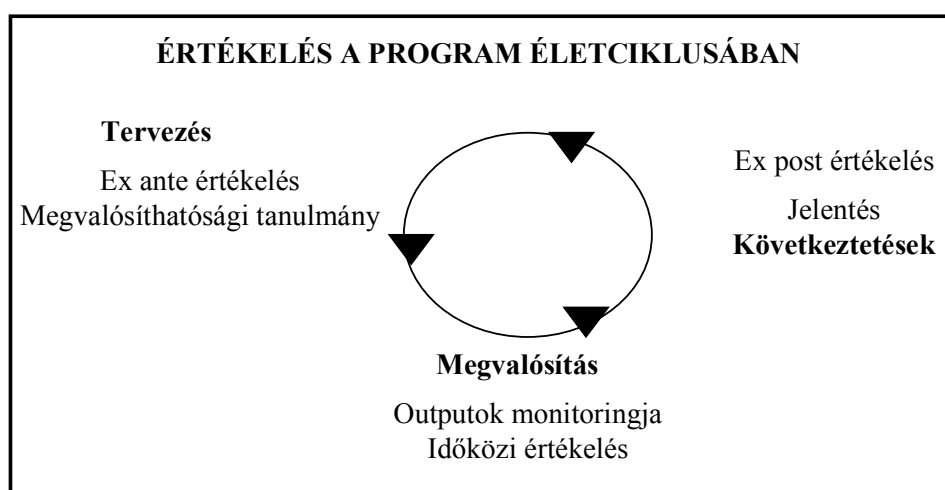 ÉRTÉKELÉS A PROGRAM ÉLETCIKLUSÁBAN
Tervezés
Ex ante értékelés
Megvalósíthatósági tanulmány
Ex post értékelés
Jelentés
Következtetések
Megvalósítás
Outputok monitoringja
Időközi értékelés